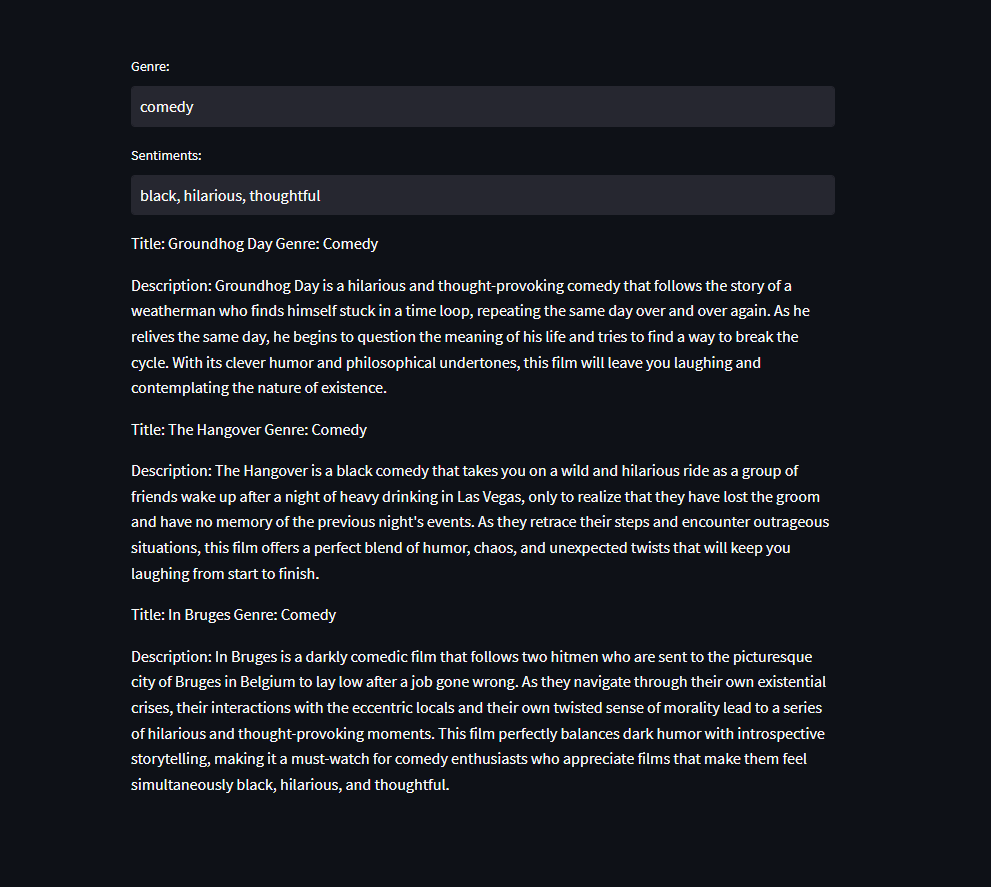 Genre:
comedy
Sentiments:
black, hilarious, thoughtful
Title: Groundhog Day Genre: Comedy
Description: Groundhog Day is a hilarious and thought-provoking comedy that follows the story of a
weatherman who finds himself stuck in a time loop, repeating the same day over and over again. As he
relives the same day, he begins to question the meaning of his life and tries to find a way to break the
cycle. With its clever humor and philosophical undertones, this film will leave you laughing and
contemplating the nature of existence.
Title: The Hangover Genre: Comedy
Description: The Hangover is a black comedy that takes you on a wild and hilarious ride as a group of
friends wake up after a night of heavy drinking in Las Vegas, only to realize that they have lost the groom
and have no memory of the previous night's events. As they retrace their steps and encounter outrageous
situations, this film offers a perfect blend of humor, chaos, and unexpected twists that will keep you
laughing from start to finish.
Title: In Bruges Genre: Comedy
Description: In Bruges is a darkly comedic film that follows two hitmen who are sent to the picturesque
city of Bruges in Belgium to lay low after a job gone wrong. As they navigate through their own existential
crises, their interactions with the eccentric locals and their own twisted sense of morality lead to a series
of hilarious and thought-provoking moments. This film perfectly balances dark humor with introspective
storytelling, making it a must-watch for comedy enthusiasts who appreciate films that make them feel
simultaneously black, hilarious, and thoughtful.